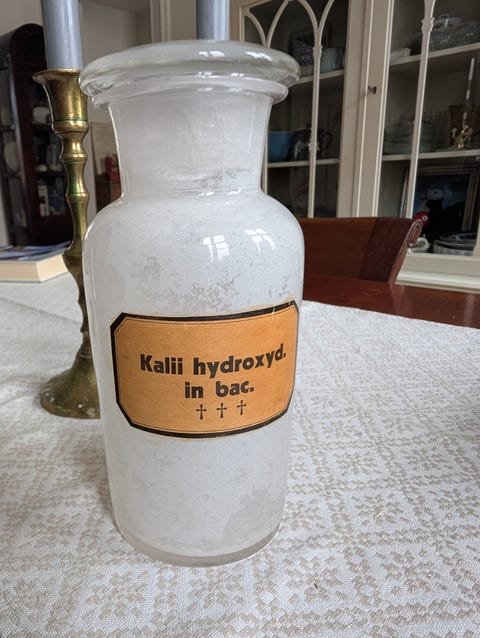 Kalii hydroxyd.
in bac.
†††